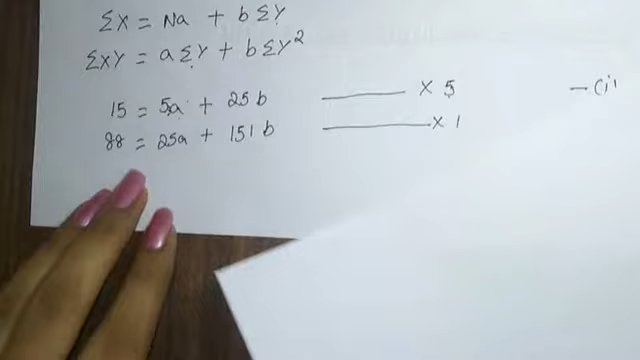 ΣX = Na + bΣY
ΣXY = aΣY + bΣY²
15 = 5a + 25b ——— × 5 — (i)
88 = 25a + 151b ——— × 1